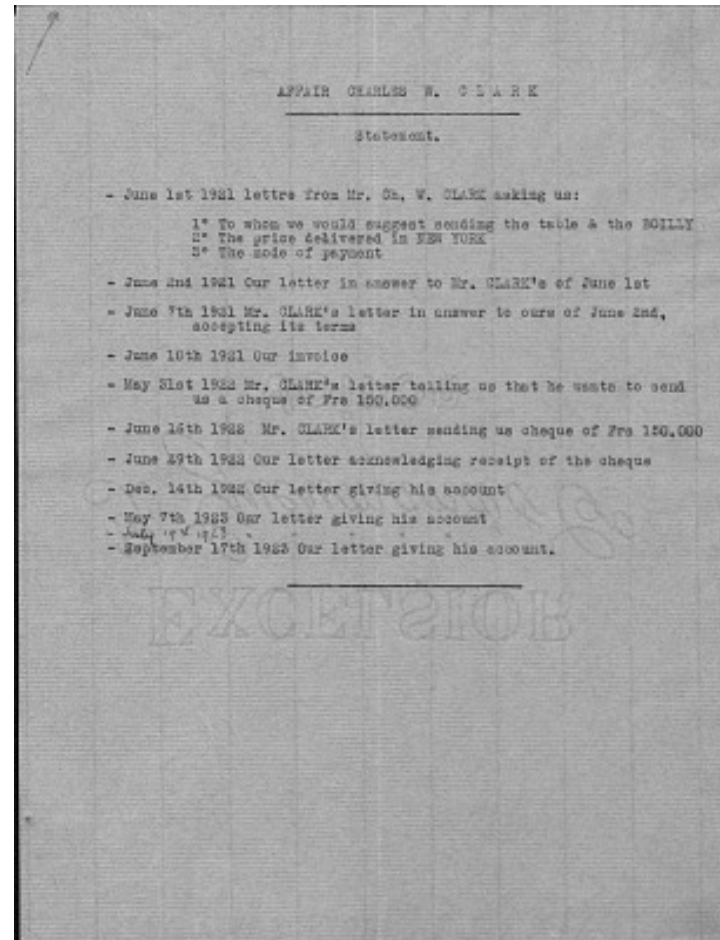 AFFAIR CHARLES W. CLARK
Statement.
- June 1st 1921 lettre from Mr. Ch. W. CLARK asking us:
1° To whom we would suggest sending the table & the BOILLY
2° The price delivered in NEW YORK
3° The mode of payment
- June 2nd 1921 Our letter in answer to Mr. CLARK's of June 1st
- June 7th 1921 Mr. CLARK's letter in answer to ours of June 2nd,
accepting its terms
- June 10th 1921 Our invoice
- May 31st 1922 Mr. CLARK's letter telling us that he wants to send
us a cheque of Frs 150.000
- June 16th 1922 Mr. CLARK's letter sending us cheque of Frs 150.000
- June 29th 1922 Our letter acknowledging receipt of the cheque
- Dec. 14th 1922 Our letter giving his account
- May 7th 1923 Our letter giving his account
- July 19th 1923 " " " " "
- September 17th 1923 Our letter giving his account.
EXCELSIOR